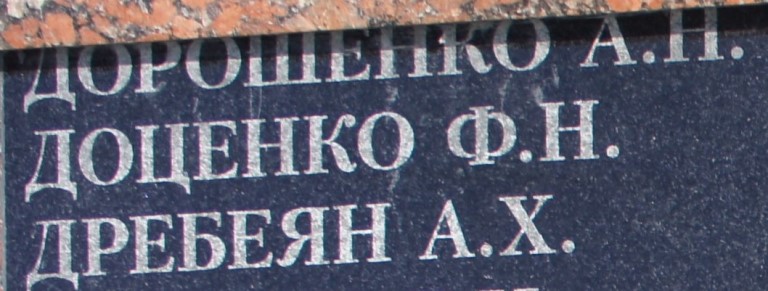 ДОРОШЕНКО А.Н.
ДОЦЕНКО Ф.Н.
ДРЕБЕЯН А.Х.